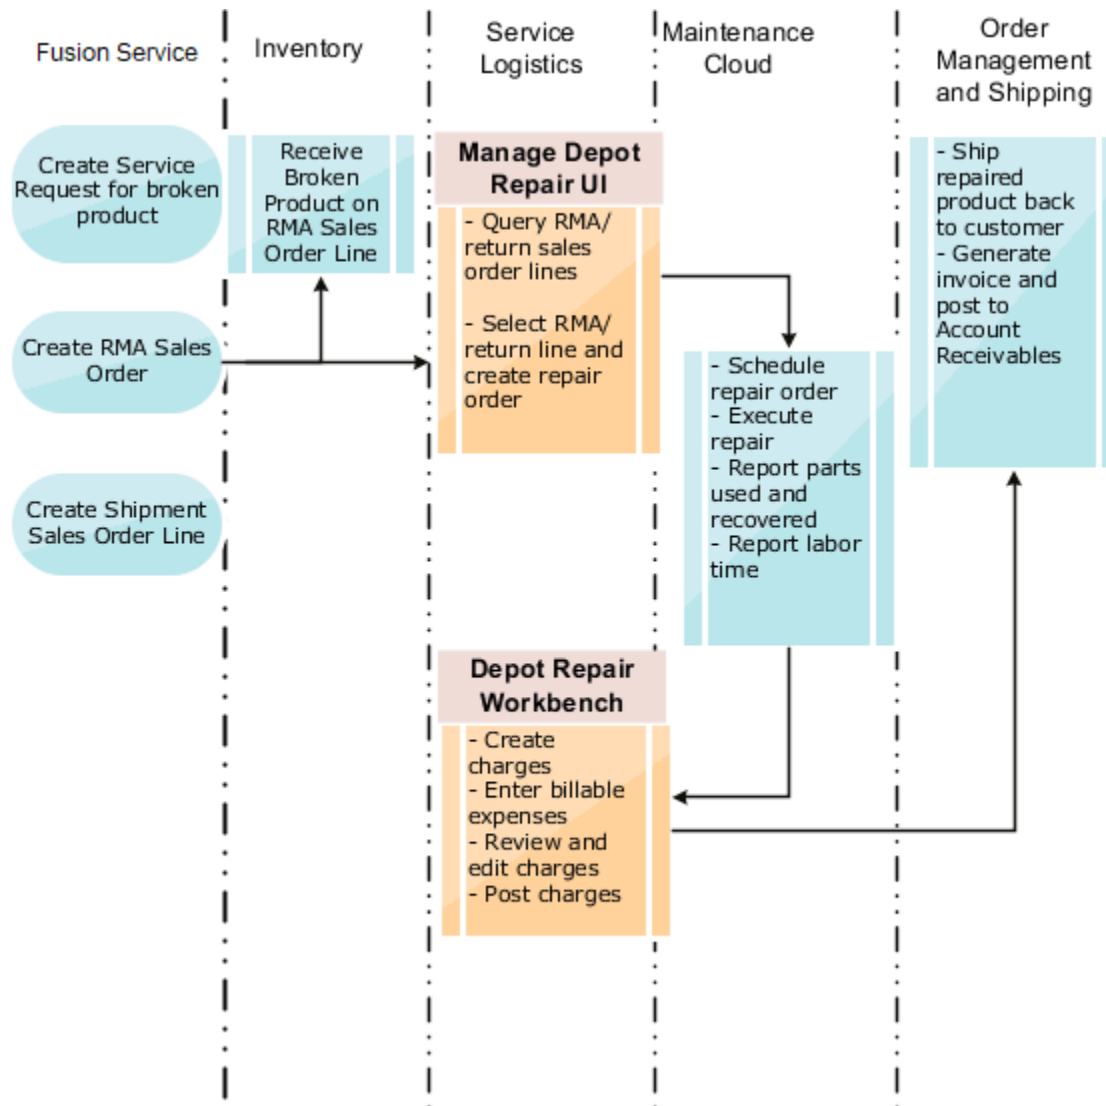 Fusion Service
Inventory
Service
Logistics
Maintenance
Cloud
Order
Management
and Shipping
Create Service
Request for broken
product
Create RMA Sales
Order
Create Shipment
Sales Order Line
Receive
Broken
Product on
RMA Sales
Order Line
Manage Depot
Repair UI
- Query RMA/
return sales
order lines
- Select RMA/
return line and
create repair
order
- Schedule
repair order
- Execute
repair
- Report parts
used and
recovered
- Report labor
time
Depot Repair
Workbench
- Create
charges
- Enter billable
expenses
- Review and
edit charges
- Post charges
- Ship
repaired
product back
to customer
- Generate
invoice and
post to
Account
Receivables